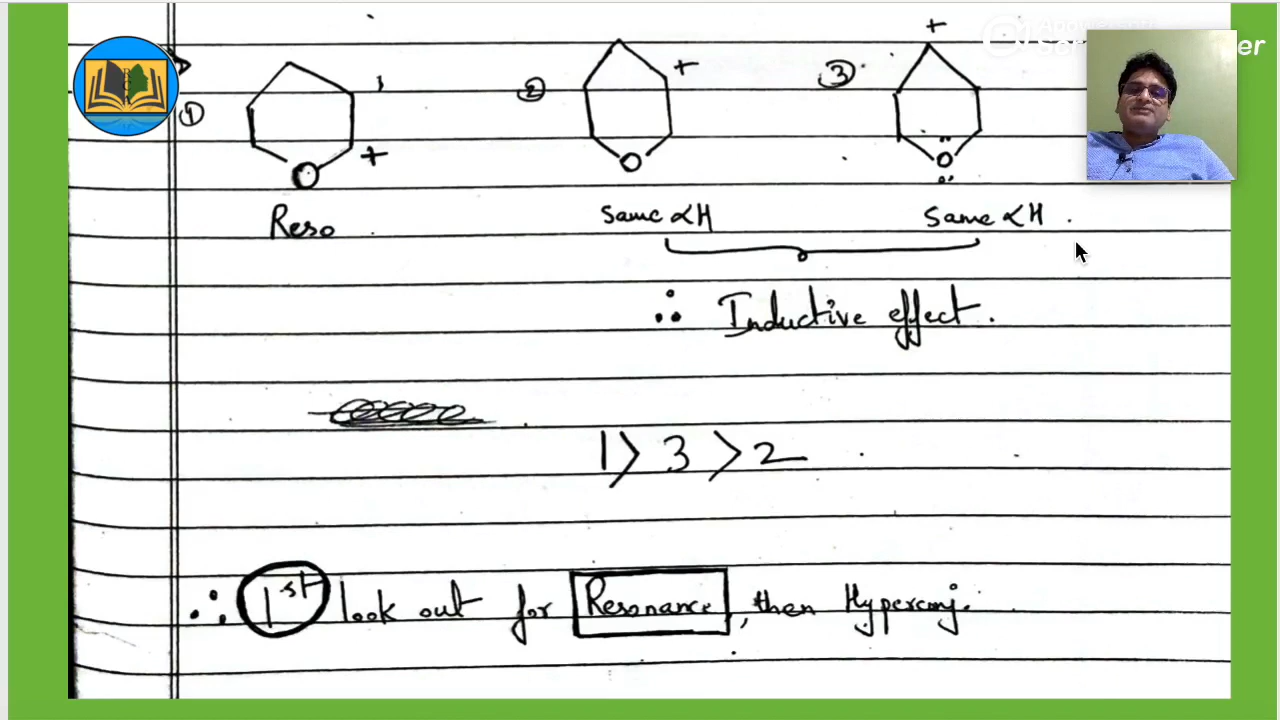 ① ② ③
+ + +
O O O
Reso same αH same αH.
∴ Inductive effect.
1 > 3 > 2
∴ 1st look out for Resonance, then Hyperconj.